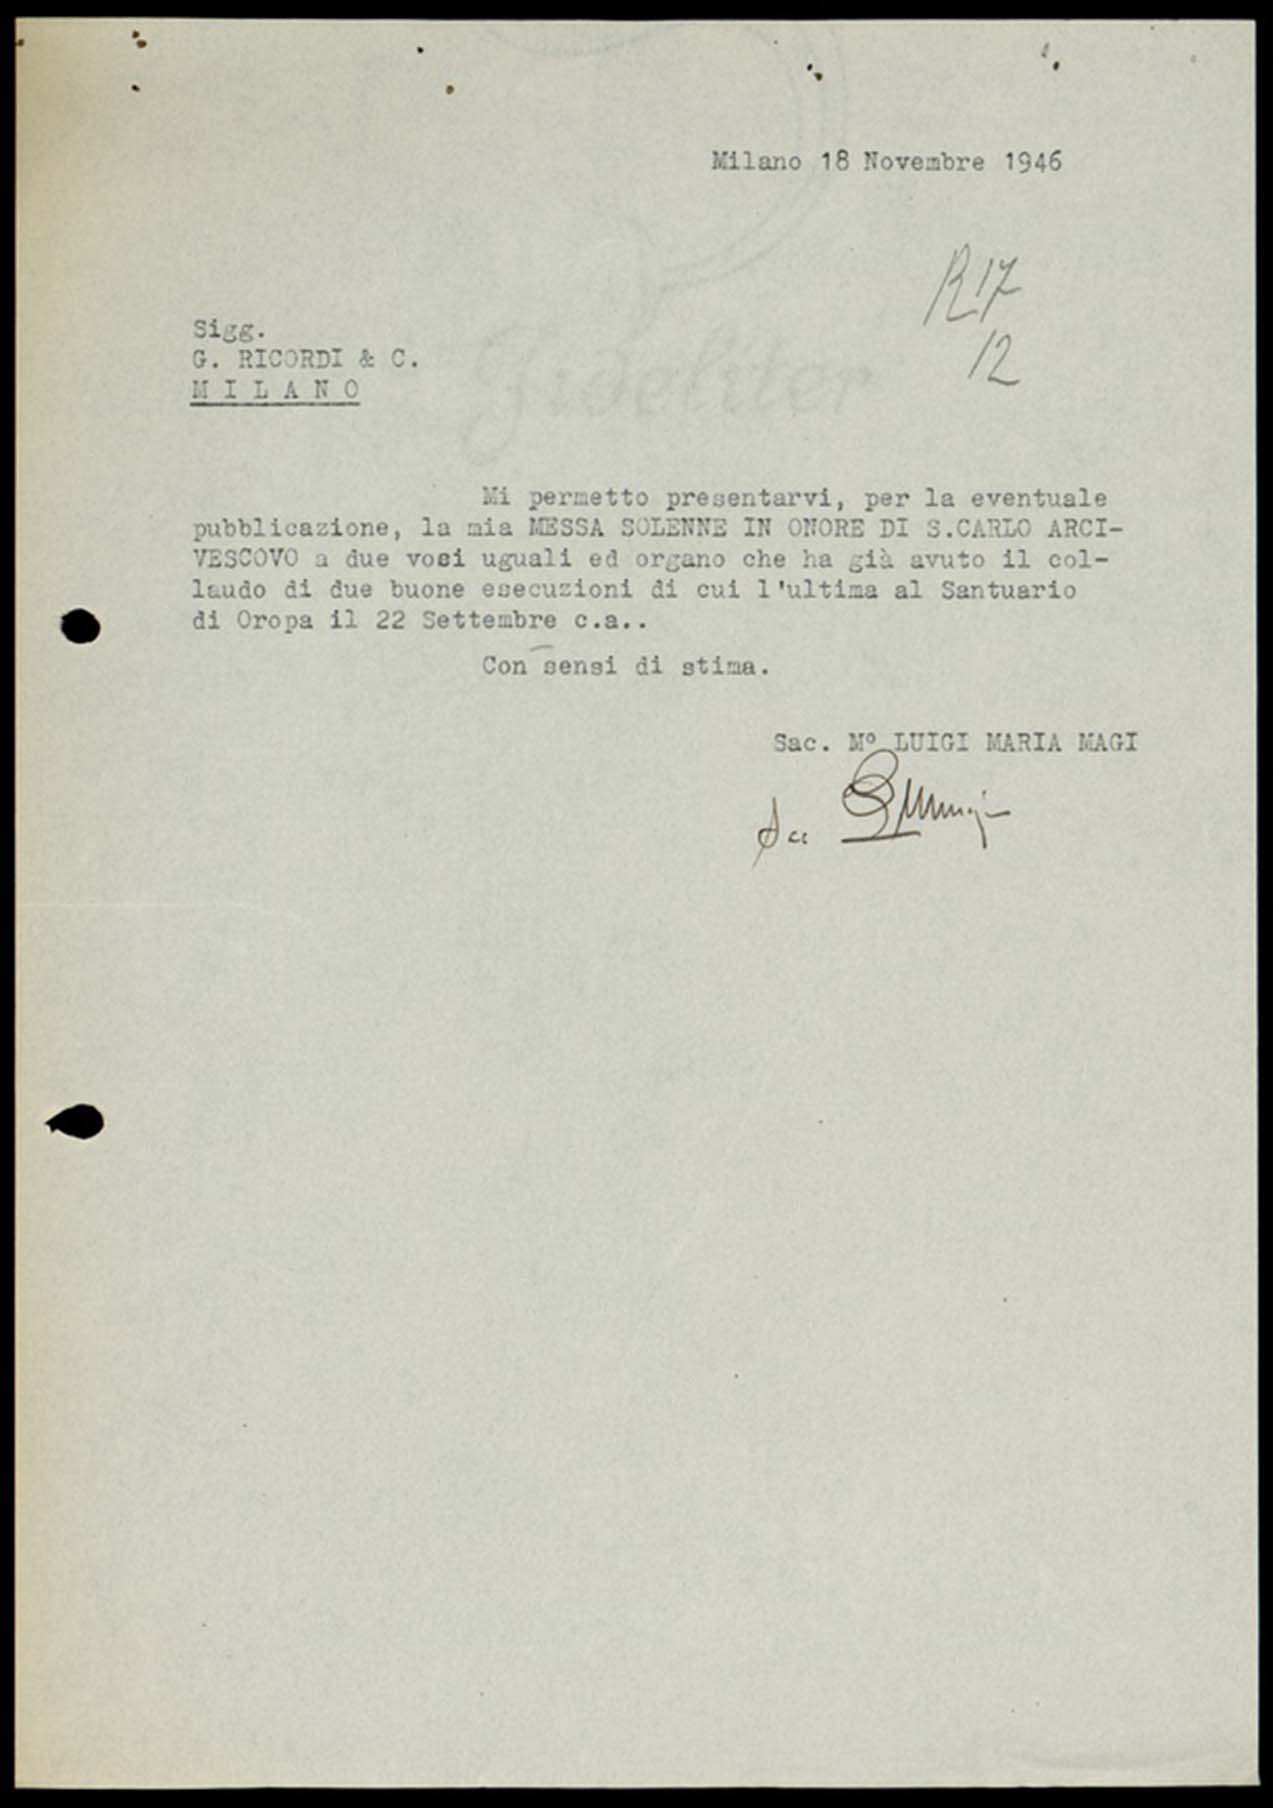 Milano 18 Novembre 1946
R 17
12
Sigg.
G. RICORDI & C.
M I L A N O
Fideliter
Mi permetto presentarvi, per la eventuale
pubblicazione, la mia MESSA SOLENNE IN ONORE DI S.CARLO ARCI-
VESCOVO a due voci uguali ed organo che ha già avuto il col-
laudo di due buone esecuzioni di cui l'ultima al Santuario
di Oropa il 22 Settembre c.a..
Con sensi di stima.
Sac. M° LUIGI MARIA MAGI